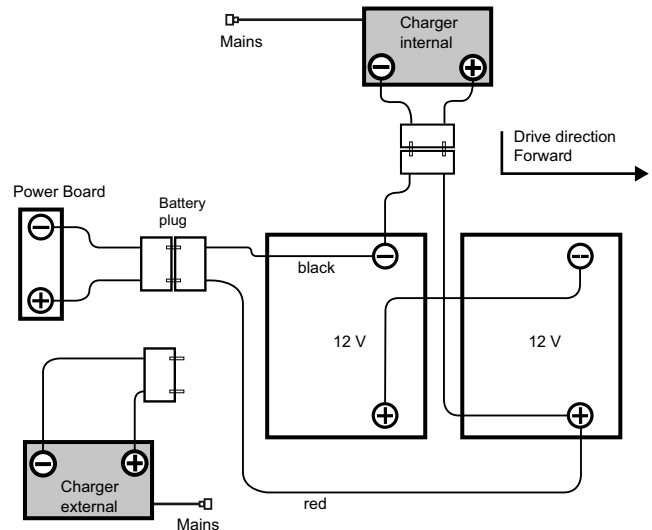 Charger
internal
Mains
Drive direction
Forward
Power Board
Battery
plug
black
12 V
12 V
Charger
external
red
Mains